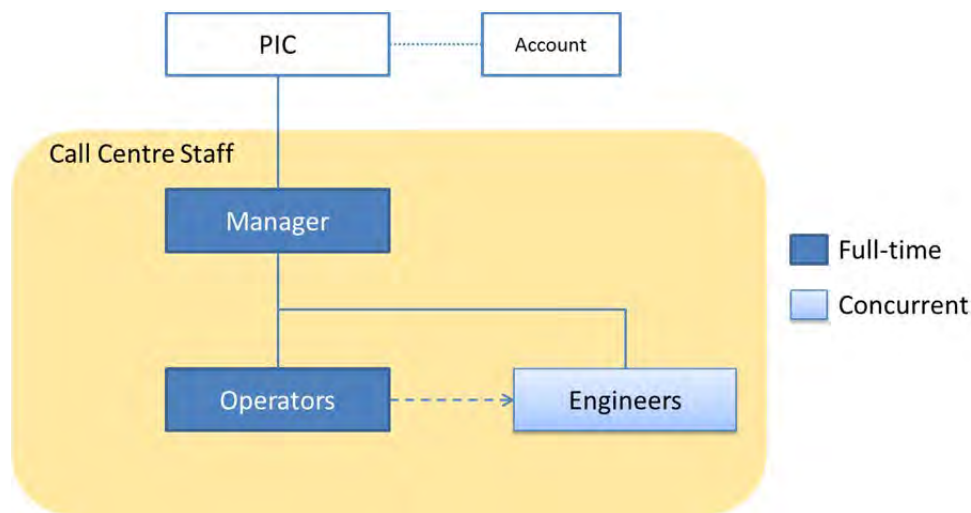 PIC
Account
Call Centre Staff
Manager
Full-time
Concurrent
Operators
Engineers